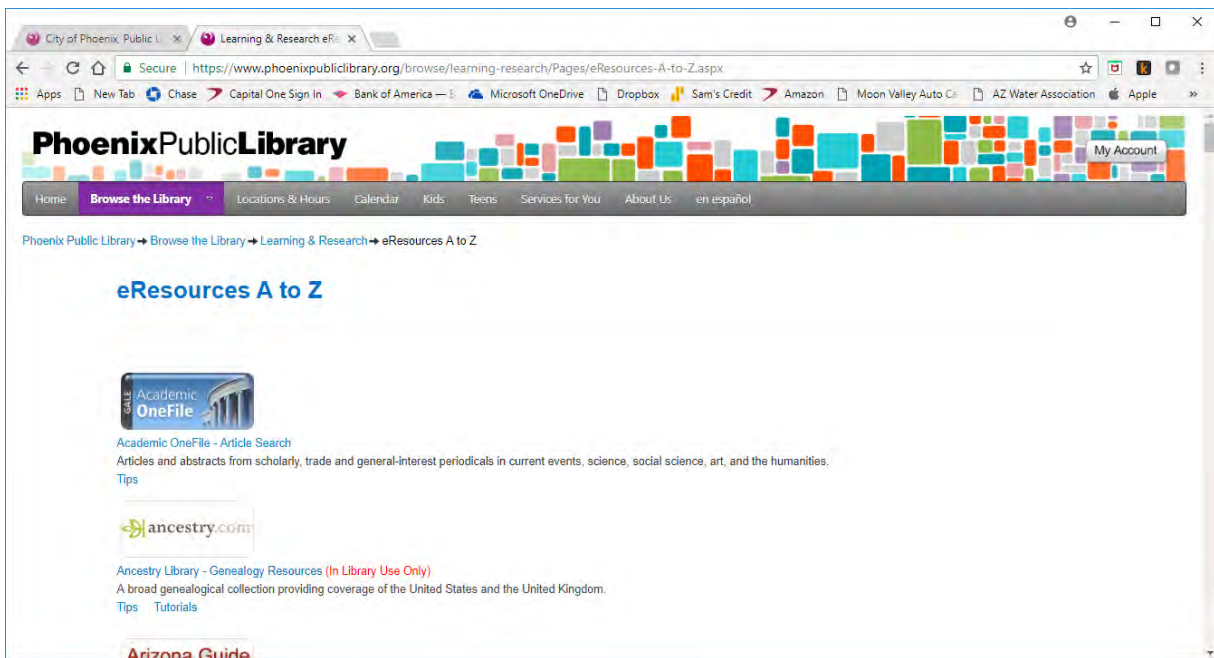 City of Phoenix, Public Li
Learning & Research eRe
Secure | https://www.phoenixpubliclibrary.org/browse/learning-research/Pages/eResources-A-to-Z.aspx
Apps New Tab Chase Capital One Sign In Bank of America — Microsoft OneDrive Dropbox Sam's Credit Amazon Moon Valley Auto Ca AZ Water Association Apple »
PhoenixPublicLibrary
My Account
Home Browse the Library Locations & Hours Calendar Kids Teens Services for You About Us en español
Phoenix Public Library➔ Browse the Library➔ Learning & Research➔ eResources A to Z
eResources A to Z
GALE
Academic
OneFile
Academic OneFile - Article Search
Articles and abstracts from scholarly, trade and general-interest periodicals in current events, science, social science, art, and the humanities.
Tips
ancestry.com
Ancestry Library - Genealogy Resources (In Library Use Only)
A broad genealogical collection providing coverage of the United States and the United Kingdom.
Tips Tutorials
Arizona Guide